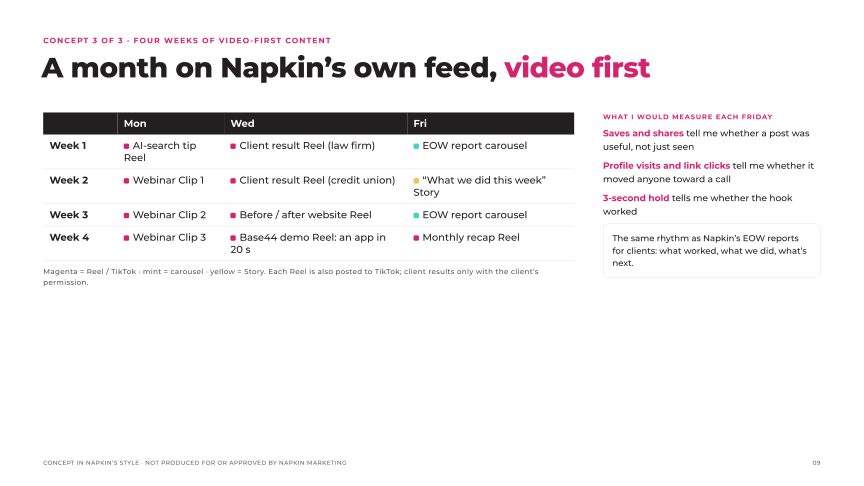 CONCEPT 3 OF 3 · FOUR WEEKS OF VIDEO-FIRST CONTENT
A month on Napkin’s own feed, video first
Mon Wed Fri
Week 1 AI-search tip Reel Client result Reel (law firm) EOW report carousel
Week 2 Webinar Clip 1 Client result Reel (credit union) “What we did this week” Story
Week 3 Webinar Clip 2 Before / after website Reel EOW report carousel
Week 4 Webinar Clip 3 Base44 demo Reel: an app in 20 s Monthly recap Reel
Magenta = Reel / TikTok · mint = carousel · yellow = Story. Each Reel is also posted to TikTok; client results only with the client’s
permission.
WHAT I WOULD MEASURE EACH FRIDAY
Saves and shares tell me whether a post was
useful, not just seen
Profile visits and link clicks tell me whether it
moved anyone toward a call
3-second hold tells me whether the hook
worked
The same rhythm as Napkin’s EOW reports
for clients: what worked, what we did, what’s
next.
CONCEPT IN NAPKIN’S STYLE · NOT PRODUCED FOR OR APPROVED BY NAPKIN MARKETING
09